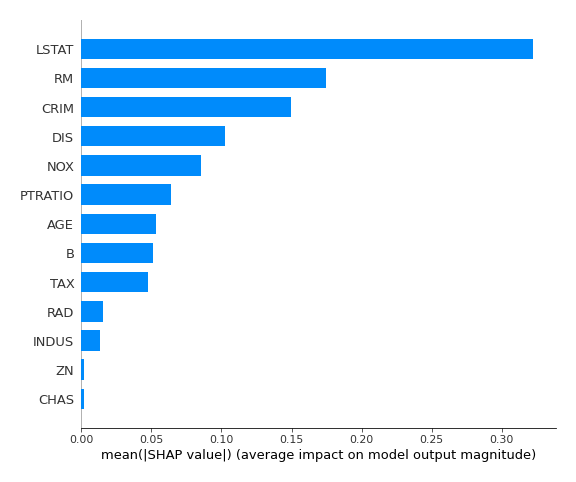 LSTAT
RM
CRIM
DIS
NOX
PTRATIO
AGE
B
TAX
RAD
INDUS
ZN
CHAS
0.00 0.05 0.10 0.15 0.20 0.25 0.30
mean(|SHAP value|) (average impact on model output magnitude)